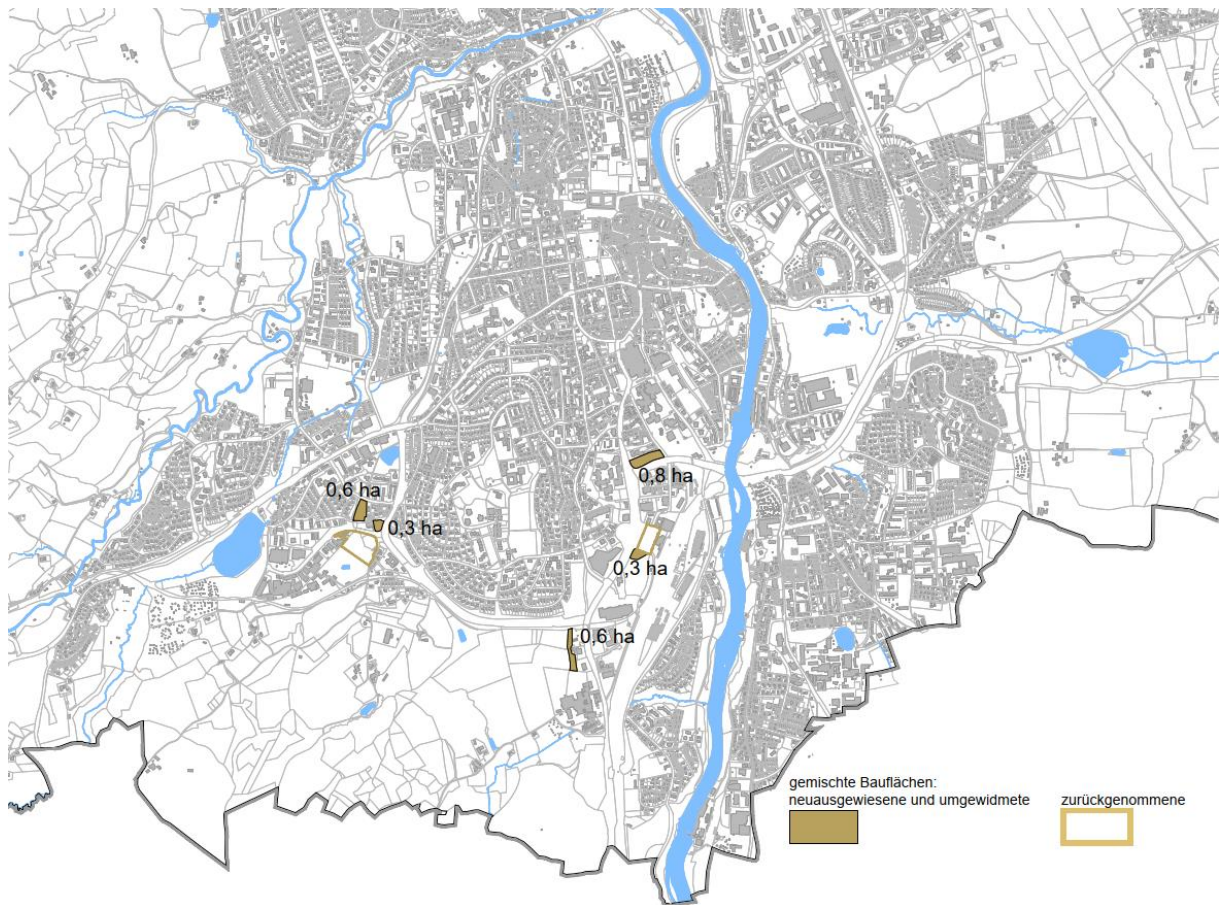 0,8 ha
0,6 ha
0,3 ha
0,3 ha
0,6 ha
gemischte Bauflächen:
neuausgewiesene und umgewidmete
zurückgenommene